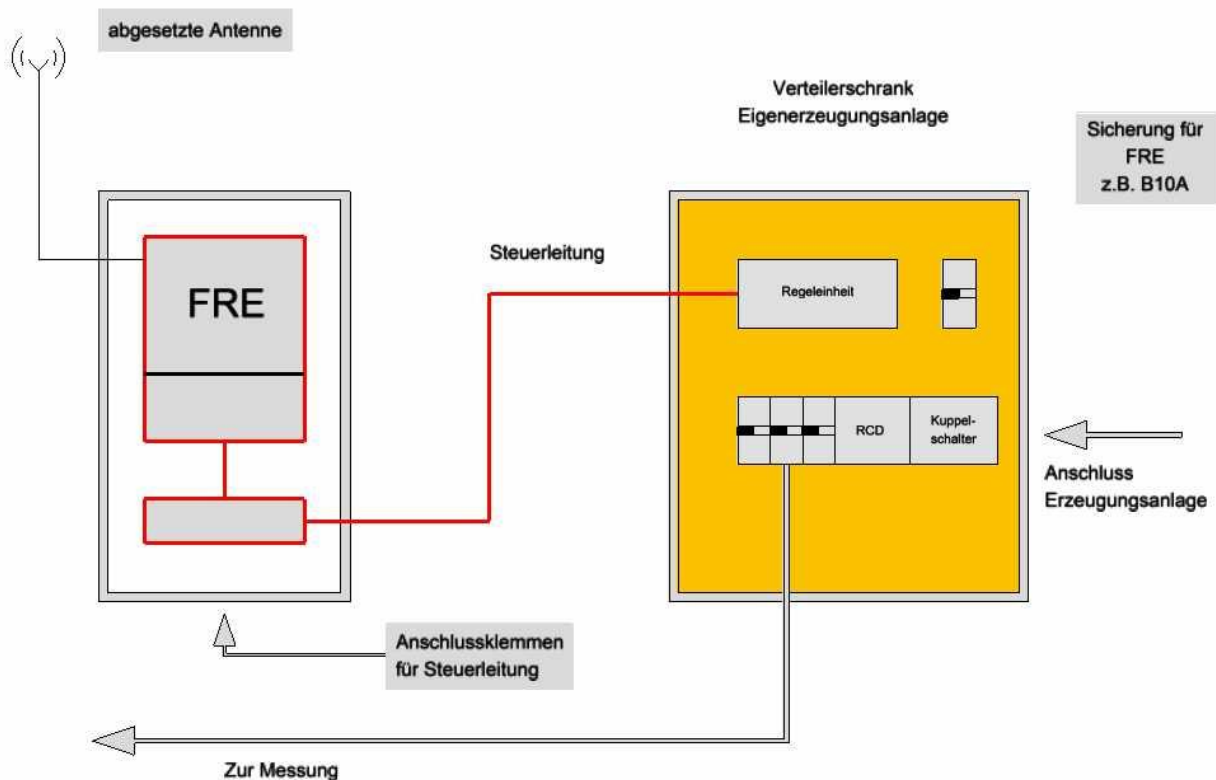 abgesetzte Antenne
Verteilerschrank
Eigenerzeugungsanlage
Sicherung für
FRE
z.B. B10A
FRE
Steuerleitung
Regeleinheit
RCD
Kuppel-
schalter
Anschluss
Erzeugungsanlage
Anschlussklemmen
für Steuerleitung
Zur Messung